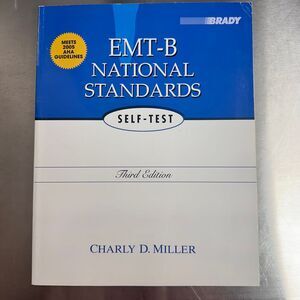 BRADY
MEETS
2005
AHA
GUIDELINES
EMT-B
NATIONAL
STANDARDS
SELF-TEST
Third Edition
CHARLY D. MILLER